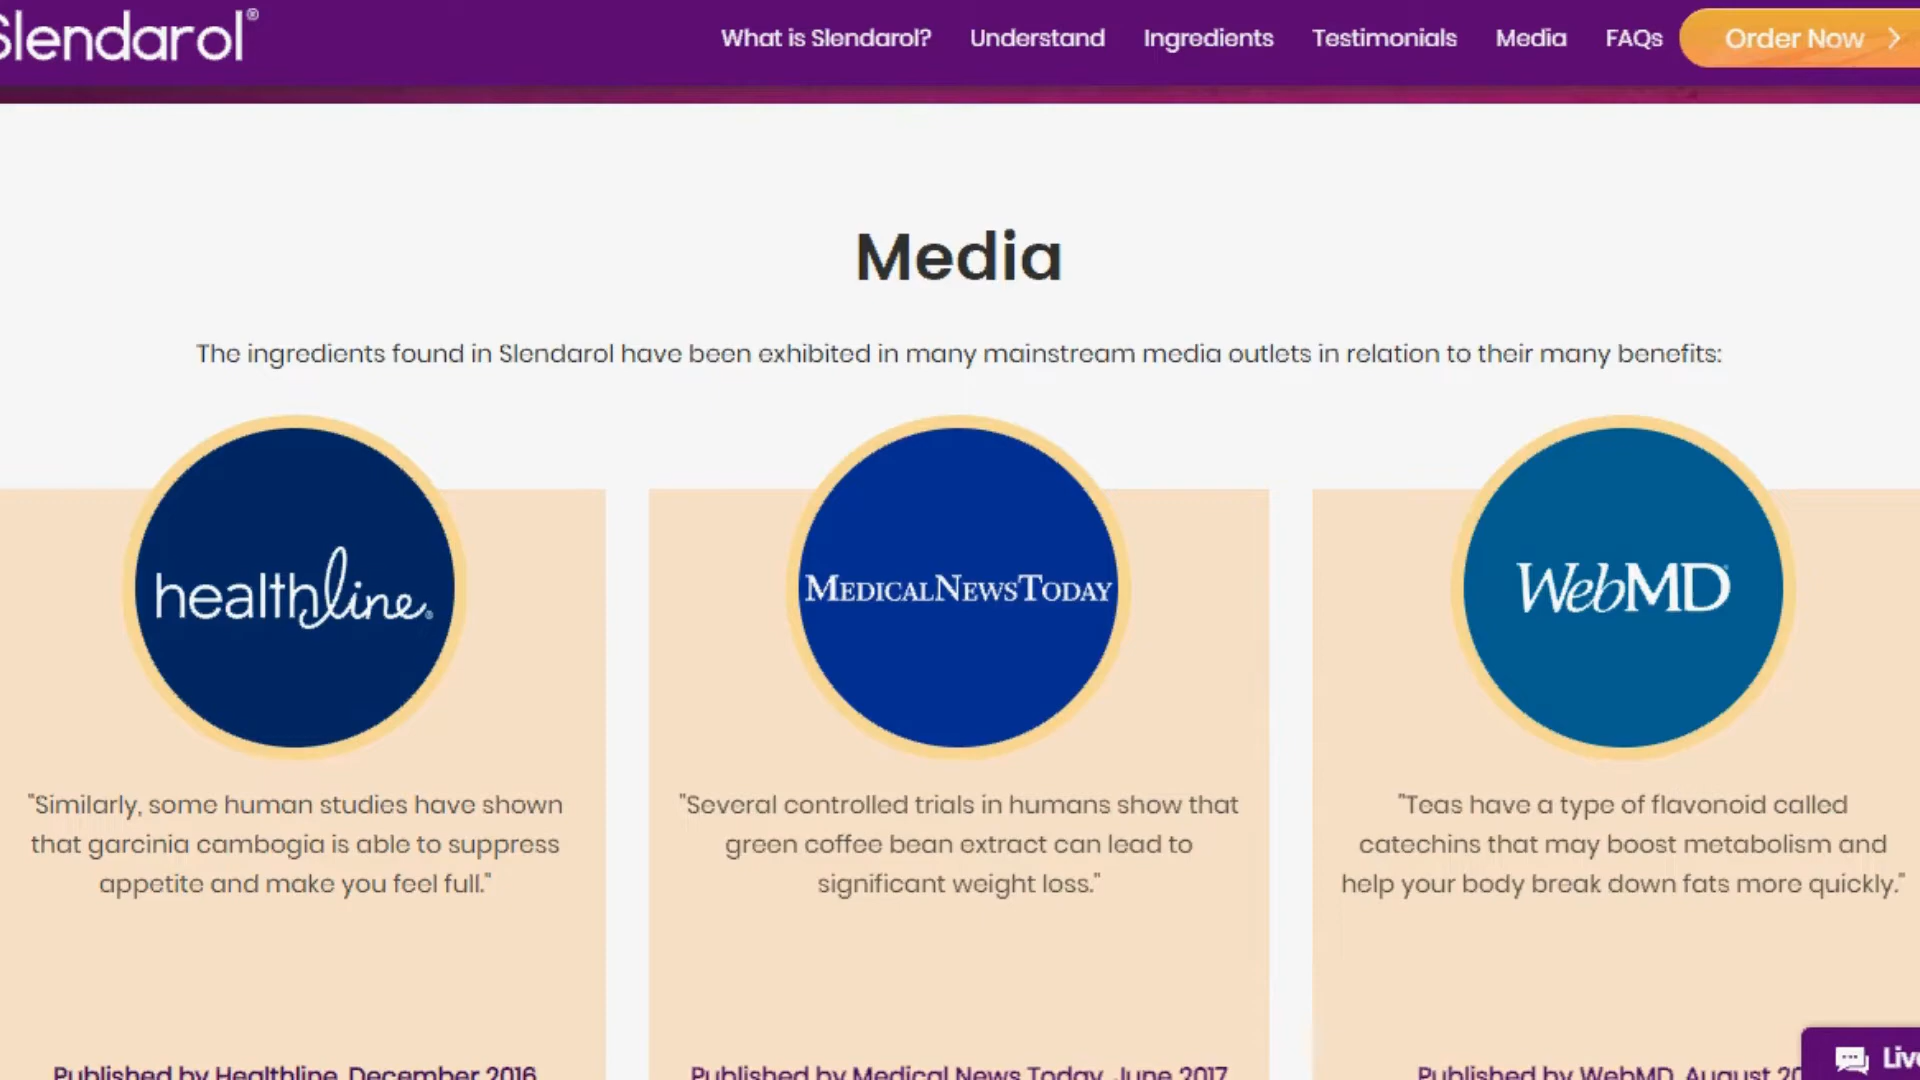 Slendarol®
What is Slendarol? Understand Ingredients Testimonials Media FAQs Order Now
Media
The ingredients found in Slendarol have been exhibited in many mainstream media outlets in relation to their many benefits:
healthline®
MEDICALNEWSTODAY
WebMD
"Similarly, some human studies have shown
that garcinia cambogia is able to suppress
appetite and make you feel full."
"Several controlled trials in humans show that
green coffee bean extract can lead to
significant weight loss."
"Teas have a type of flavonoid called
catechins that may boost metabolism and
help your body break down fats more quickly."
Published by Healthline, December 2016
Published by Medical News Today, June 2017
Published by WebMD, August